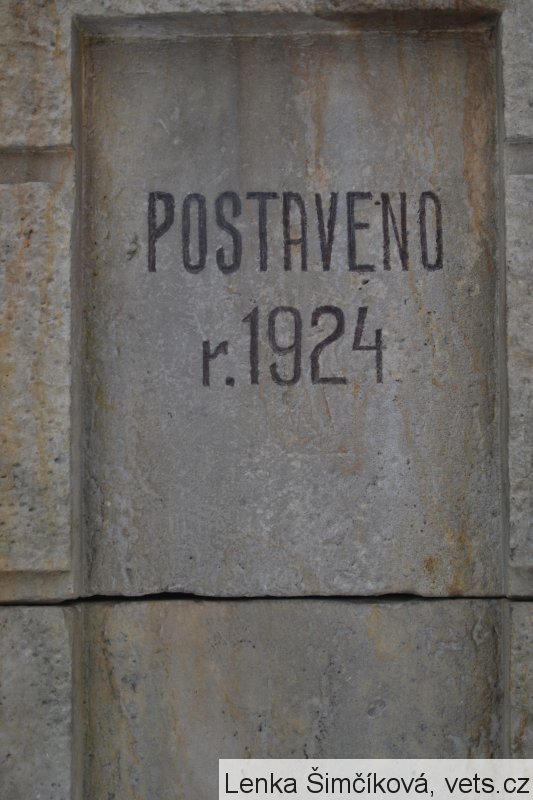 POSTAVENO
r. 1924
Lenka Šimčíková, vets.cz